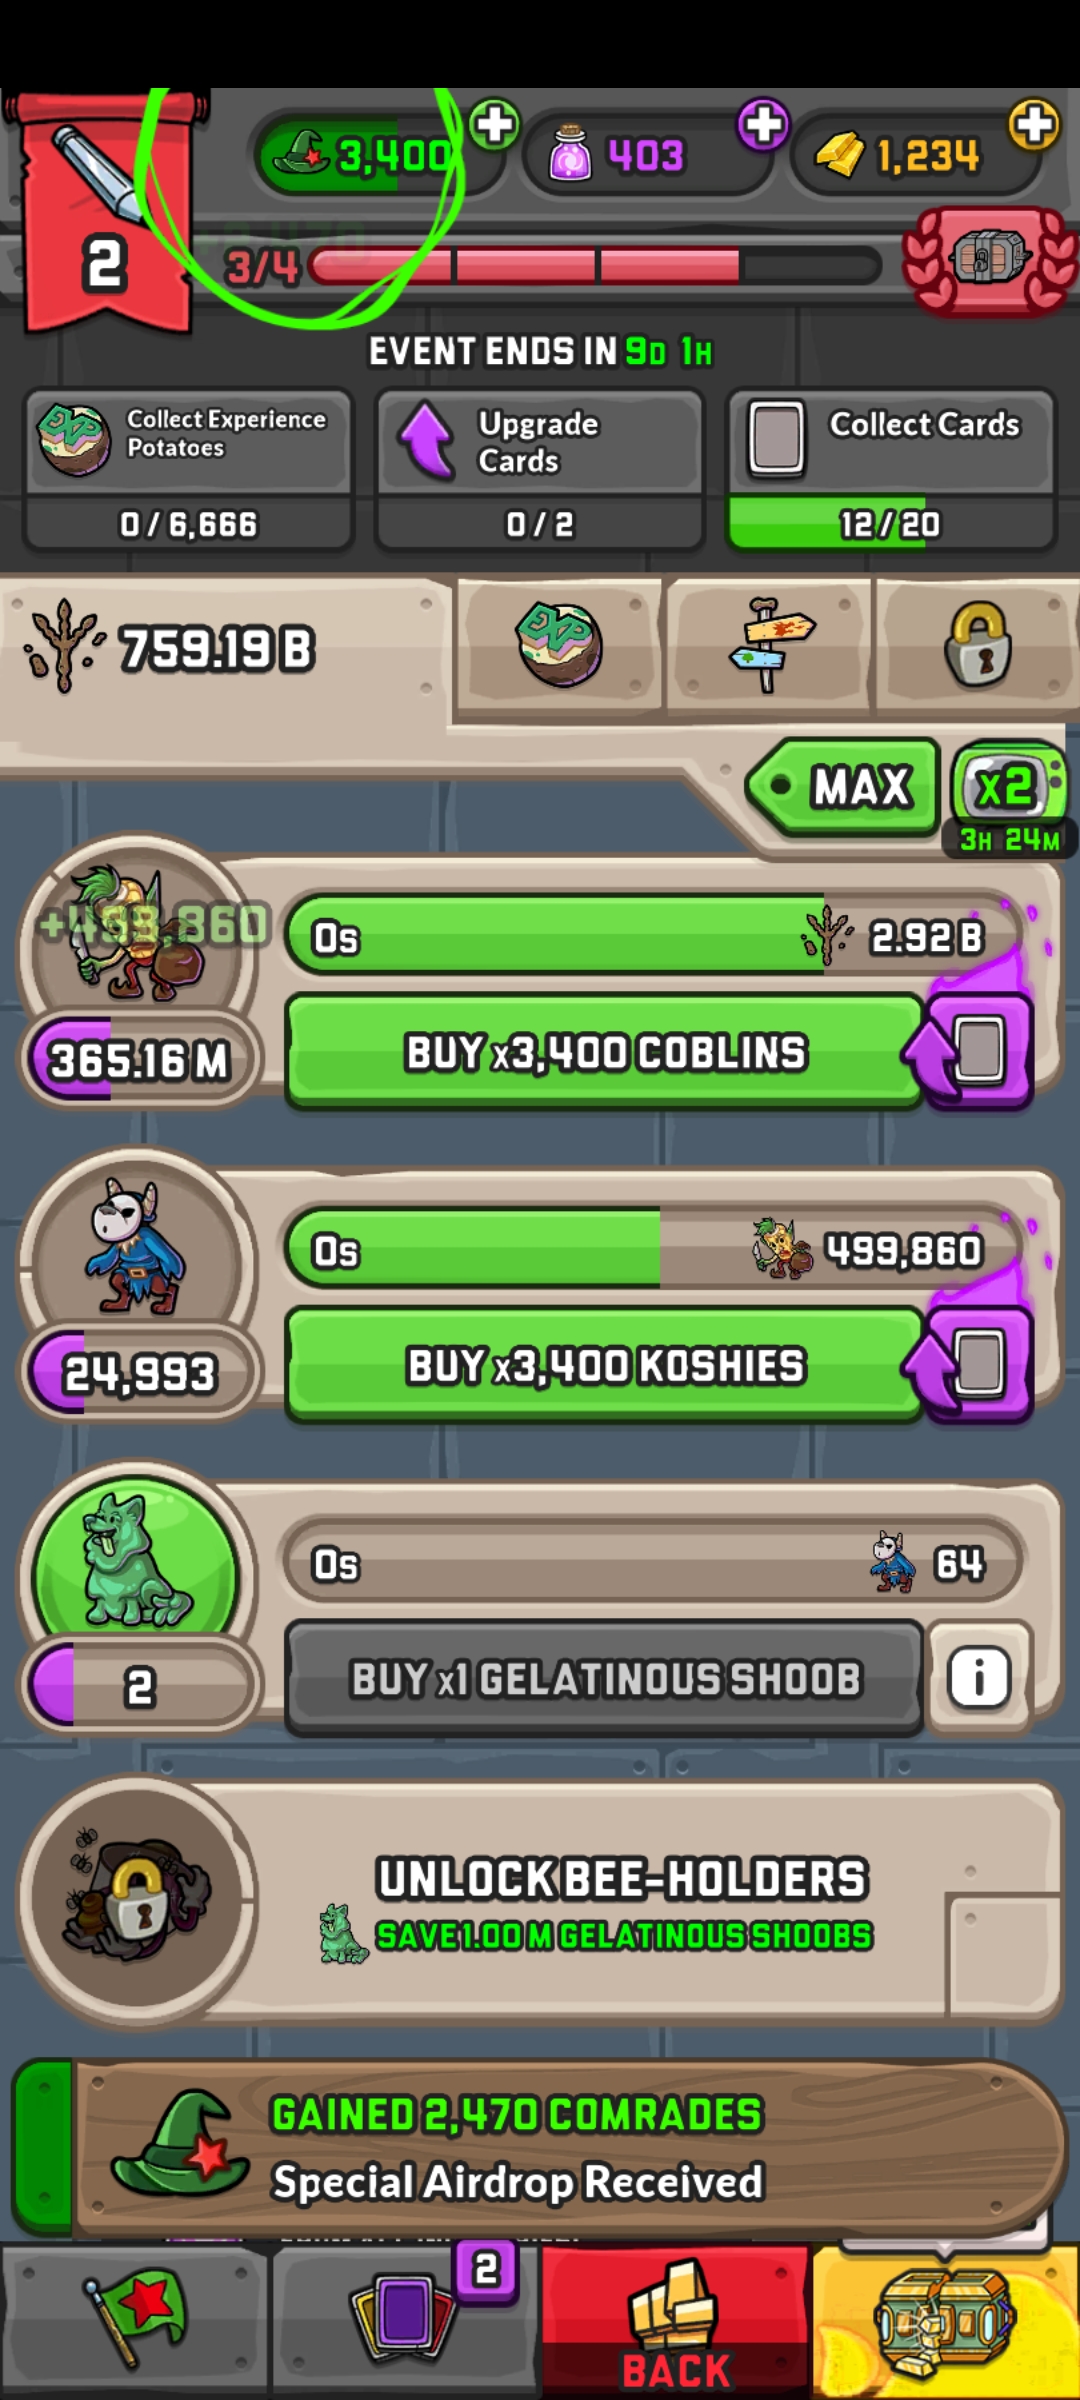 3,400
403
1,234
2
3/4
EVENT ENDS IN 9D 1H
EXP
Collect Experience
Potatoes
Upgrade
Cards
Collect Cards
0 / 6,666
0 / 2
12 / 20
759.19 B
EXP
MAX
x2
3H 24M
+499,860
0s
2.92 B
365.16 M
BUY x3,400 COBLINS
0s
499,860
24,993
BUY x3,400 KOSHIES
0s
64
2
BUY x1 GELATINOUS SHOOB
i
UNLOCK BEE-HOLDERS
SAVE 1.00 M GELATINOUS SHOOBS
GAINED 2,470 COMRADES
Special Airdrop Received
2
BACK